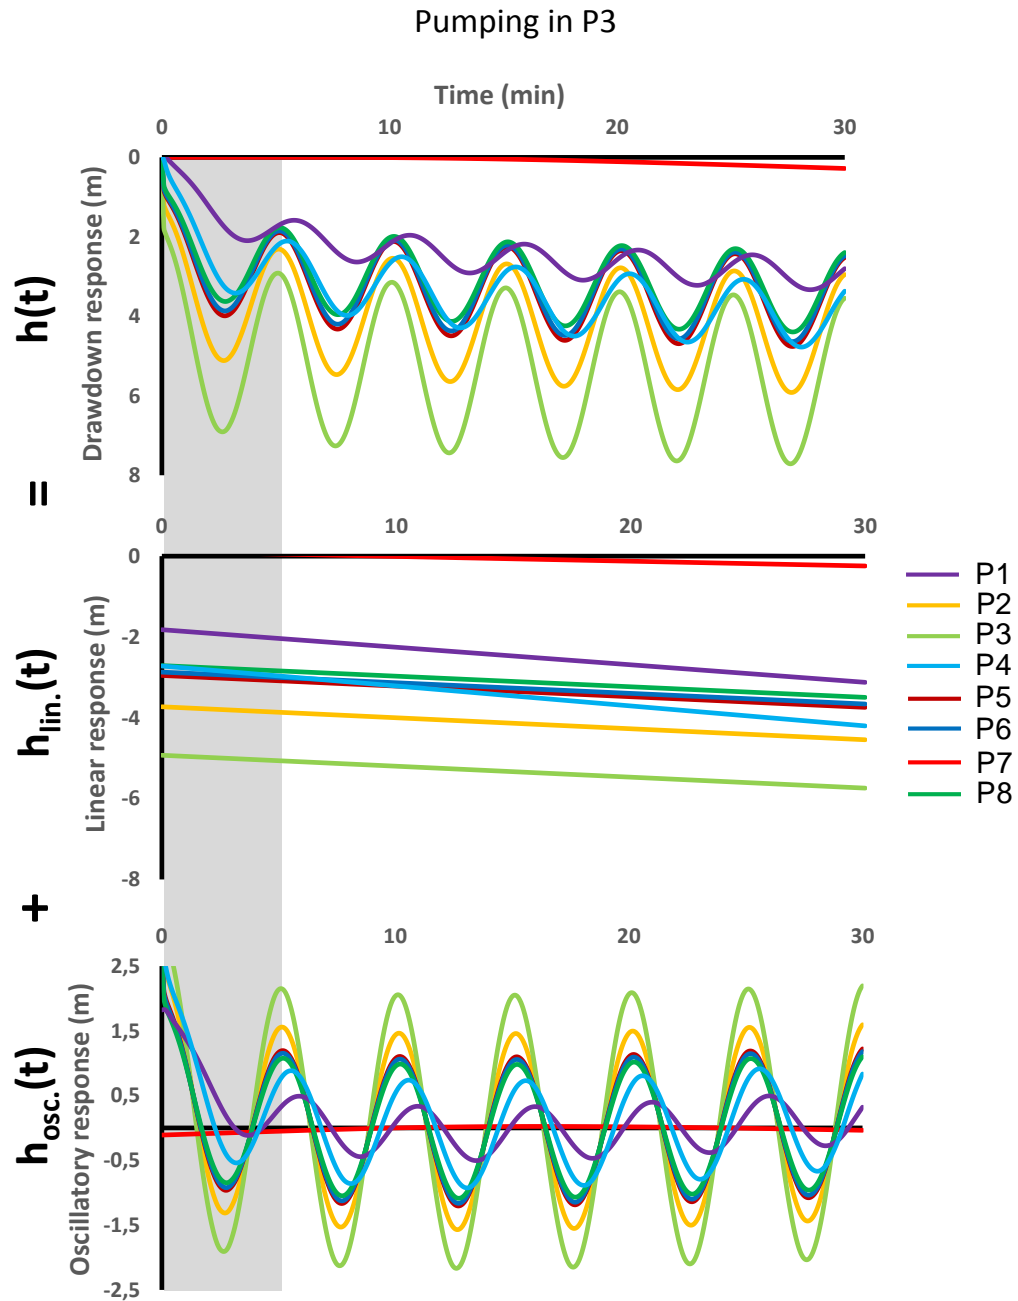 Pumping in P3
Time (min)
0 10 20 30
0
2
4
6
8
Drawdown response (m)
h(t)
=
0 10 20 30
0
-2
-4
-6
-8
Linear response (m)
hlin.(t)
P1
P2
P3
P4
P5
P6
P7
P8
+
0 10 20 30
2,5
1,5
0,5
-0,5
-1,5
-2,5
Oscillatory response (m)
hosc.(t)